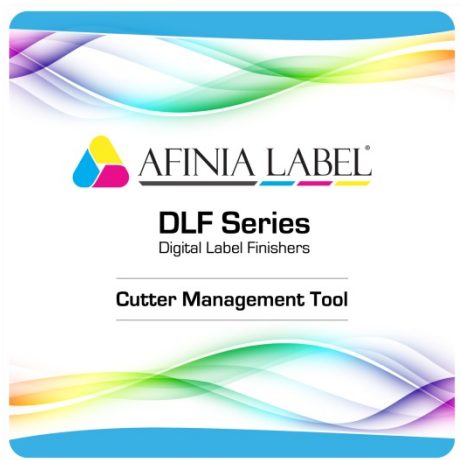 AFINIA LABEL®
DLF Series
Digital Label Finishers
Cutter Management Tool